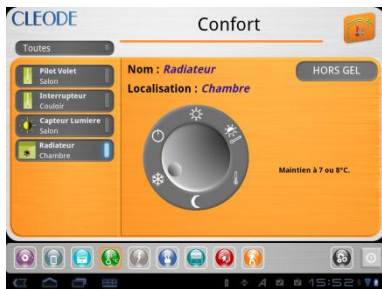 CLEODE
Confort
Toutes
Pilot Volet
Salon
Interrupteur
Couloir
Capteur Lumiere
Salon
Radiateur
Chambre
Nom : Radiateur
Localisation : Chambre
HORS GEL
Maintien à 7 ou 8°C.
15:52